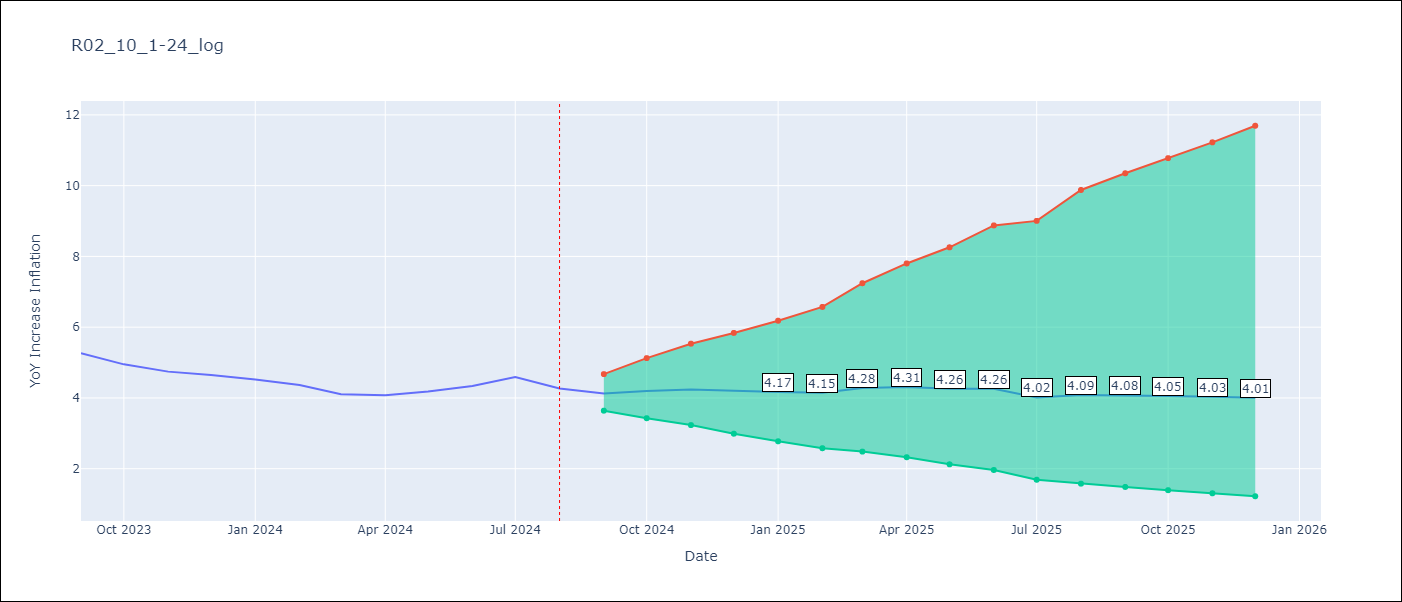 R02_10_1-24_log
YoY Increase Inflation
12
10
8
6
4
2
4.17
4.15
4.28
4.31
4.26
4.26
4.02
4.09
4.08
4.05
4.03
4.01
Oct 2023
Jan 2024
Apr 2024
Jul 2024
Oct 2024
Jan 2025
Apr 2025
Jul 2025
Oct 2025
Jan 2026
Date